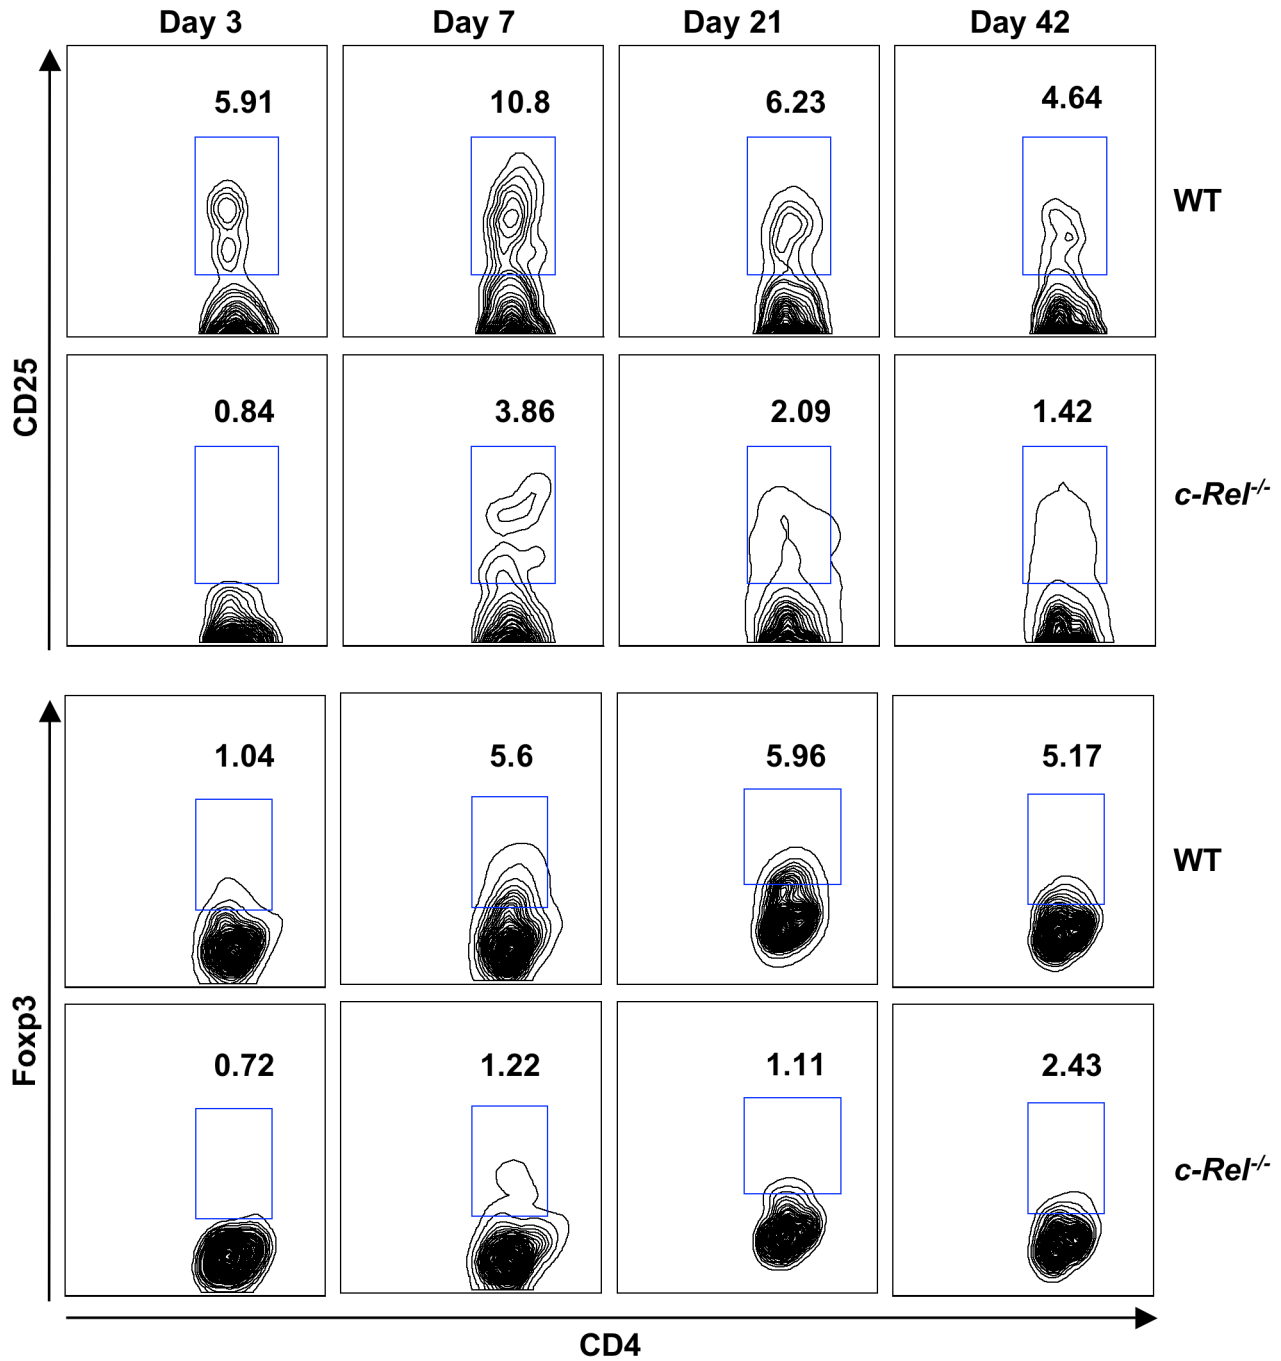 Day 3 Day 7 Day 21 Day 42
5.91 10.8 6.23 4.64
WT
CD25
0.84 3.86 2.09 1.42
c-Rel-/-
1.04 5.6 5.96 5.17
WT
Foxp3
0.72 1.22 1.11 2.43
c-Rel-/-
CD4